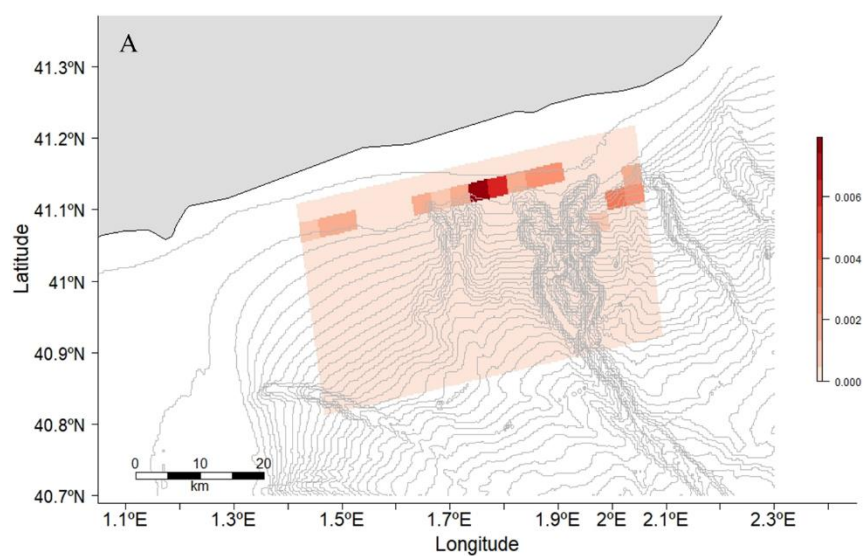 A
41.3ºN
41.2ºN
41.1ºN
41ºN
40.9ºN
40.8ºN
40.7ºN
Latitude
0 10 20
km
1.1ºE 1.3ºE 1.5ºE 1.7ºE 1.9ºE 2ºE 2.1ºE 2.3ºE
Longitude
0.006
0.004
0.002
0.000